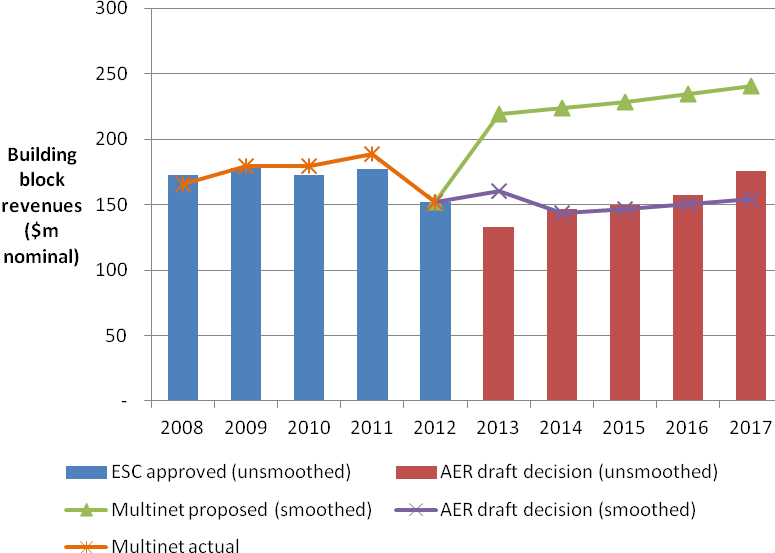 300
250
200
150
100
50
-
Building
block
revenues
($m
nominal)
2008 2009 2010 2011 2012 2013 2014 2015 2016 2017
ESC approved (unsmoothed) AER draft decision (unsmoothed)
Multinet proposed (smoothed) AER draft decision (smoothed)
Multinet actual